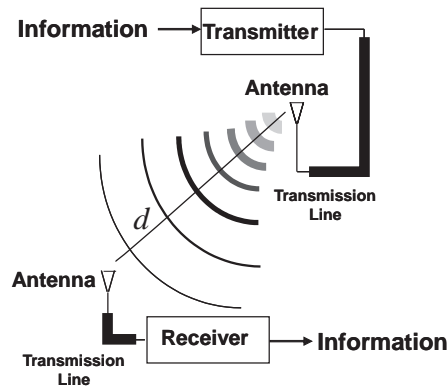 Information
Transmitter
Antenna
Transmission
Line
d
Antenna
Receiver
Information
Transmission
Line